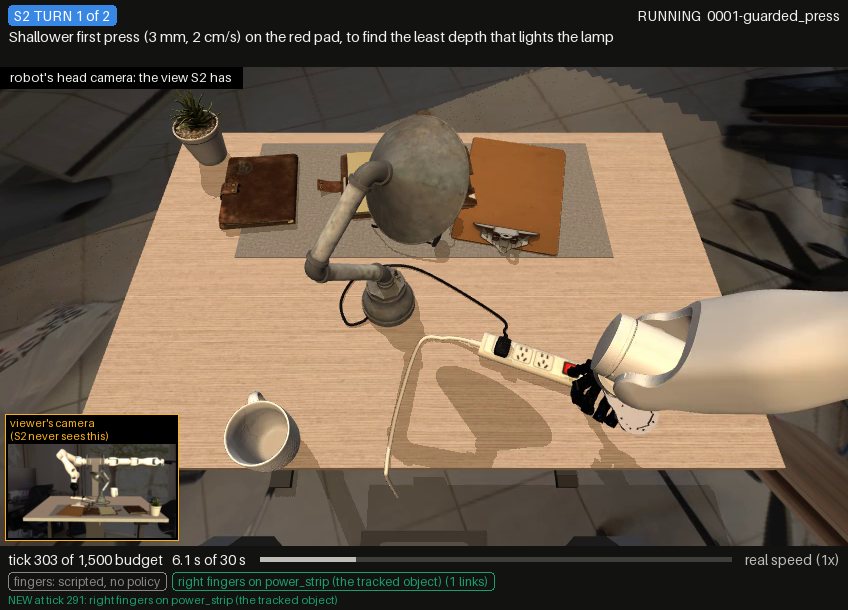 S2 TURN 1 of 2
RUNNING 0001-guarded_press
Shallower first press (3 mm, 2 cm/s) on the red pad, to find the least depth that lights the lamp
robot's head camera: the view S2 has
viewer's camera
(S2 never sees this)
tick 303 of 1,500 budget 6.1 s of 30 s
real speed (1x)
fingers: scripted, no policy
right fingers on power_strip (the tracked object) (1 links)
NEW at tick 291: right fingers on power_strip (the tracked object)